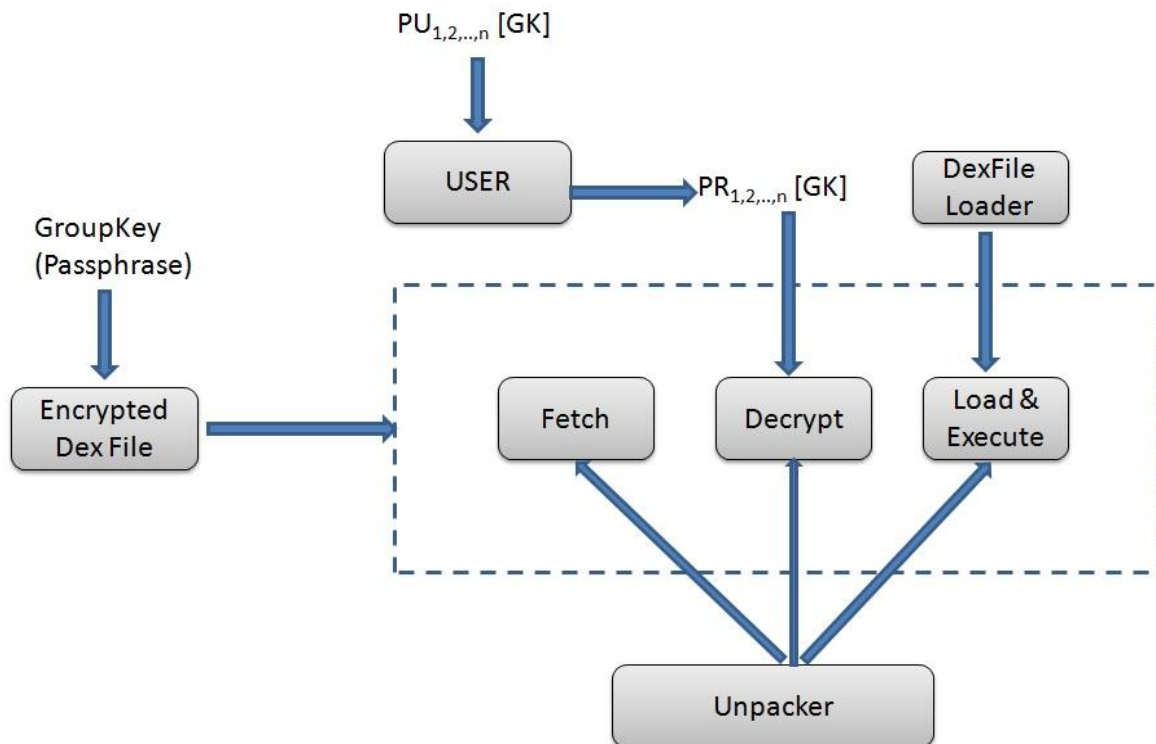 PU1,2,..,n [GK]
USER
PR1,2,..,n [GK]
DexFile
Loader
GroupKey
(Passphrase)
Encrypted
Dex File
Fetch
Decrypt
Load &
Execute
Unpacker